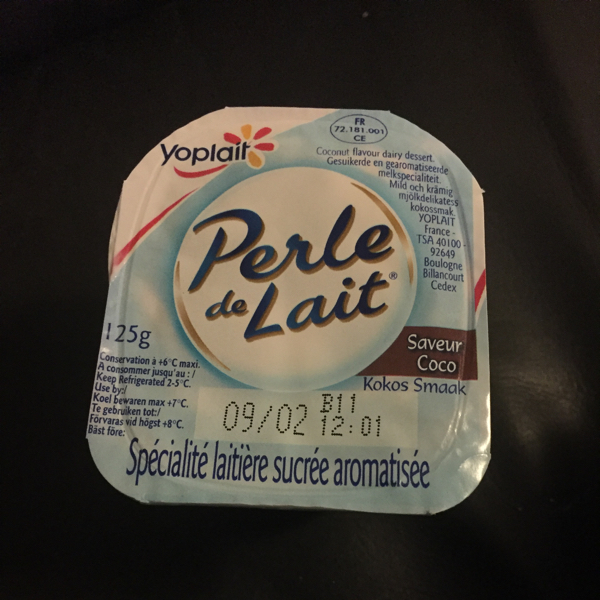 yoplait
FR
72.181.001
CE
Coconut flavour dairy dessert.
Gesuikerde en gearomatiseerde
melkspecialiteit.
Mild och krämig
mjölkdelikatess
kokossmak.
YOPLAIT
France -
TSA 40100 -
92649
Boulogne
Billancourt
Cedex
Perle
de Lait®
125g
Saveur
Coco
Kokos Smaak
Conservation à +6°C maxi.
A consommer jusqu'au : /
Keep Refrigerated 2-5°C.
Use by:/
Koel bewaren max +7°C.
Te gebruiken tot:/
Förvaras vid högst +8°C.
Bäst före:
B11
09/02 12:01
Spécialité laitière sucrée aromatisée